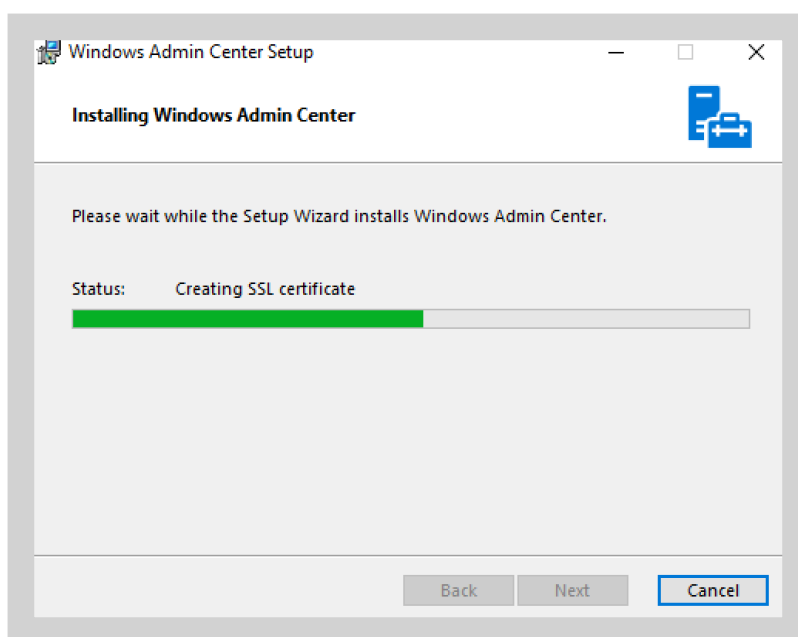 Windows Admin Center Setup
Installing Windows Admin Center
Please wait while the Setup Wizard installs Windows Admin Center.
Status: Creating SSL certificate
Back Next Cancel